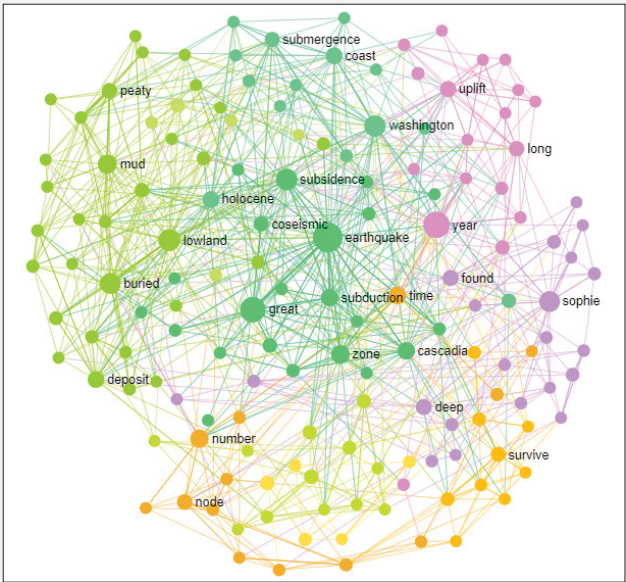 submergence
coast
peaty
uplift
washington
long
mud
subsidence
holocene
coseismic
year
lowland
earthquake
found
buried
subduction
time
sophie
great
zone
cascadia
deposit
deep
number
survive
node